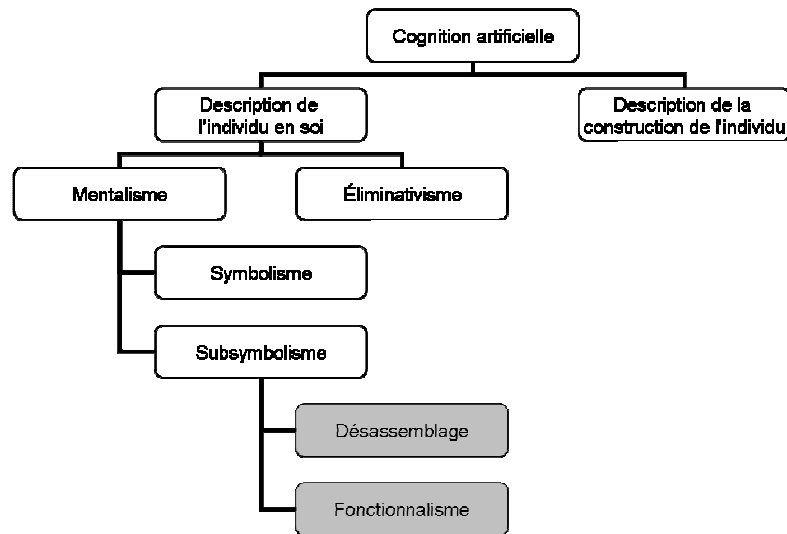 Cognition artificielle
Description de
l'individu en soi
Description de la
construction de l'individu
Mentalisme
Éliminativisme
Symbolisme
Subsymbolisme
Désassemblage
Fonctionnalisme